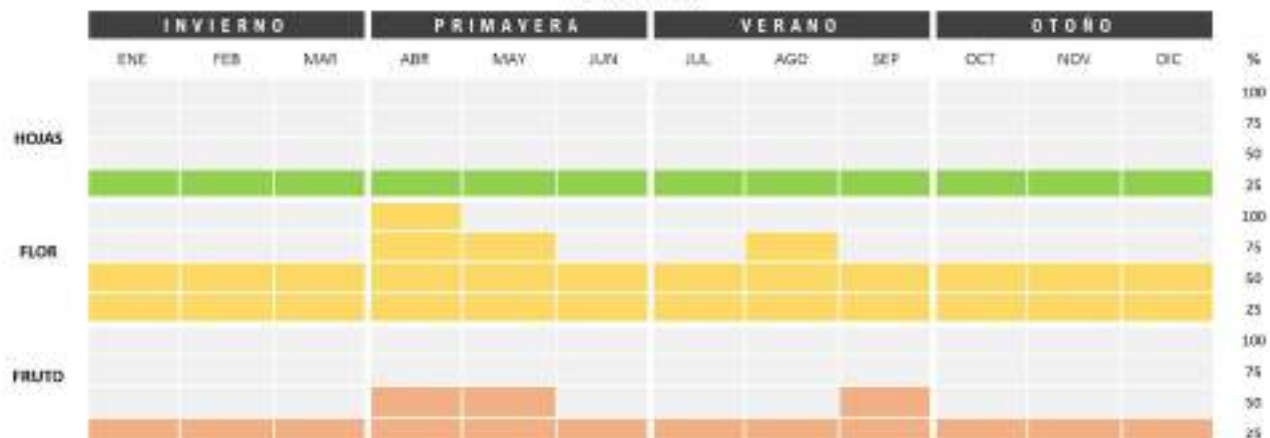 INVIERNO PRIMAVERA VERANO OTOÑO
ENE FEB MAR ABR MAY JUN JUL AGO SEP OCT NOV DIC %
100
75
HOJAS
50
25
100
FLOR 75
50
25
100
FRUTO 75
50
25